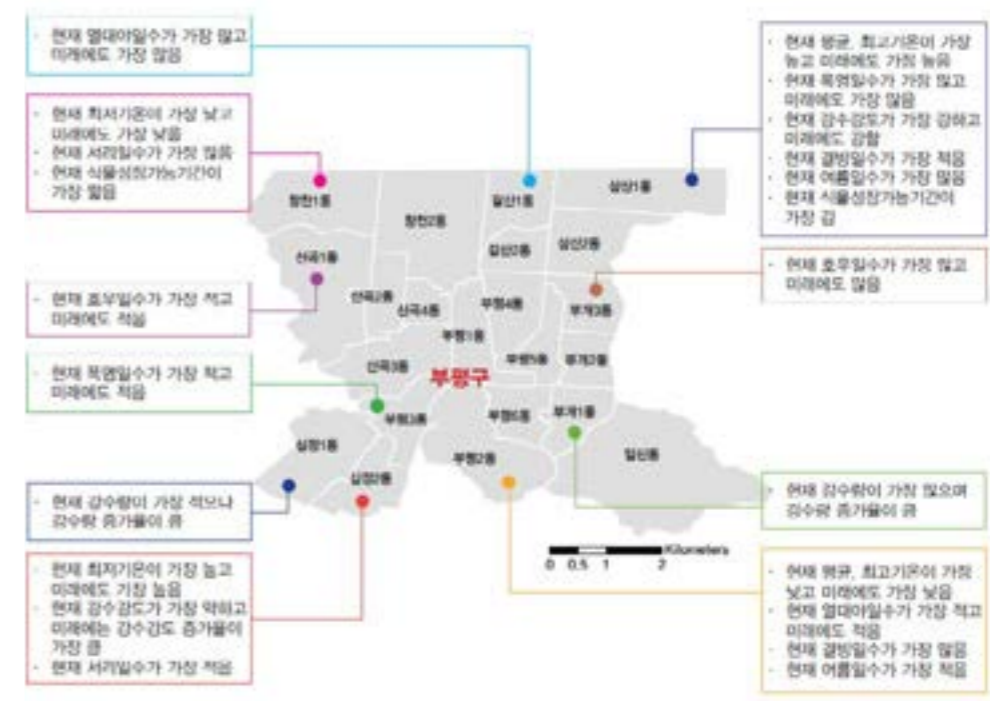 · 현재 열대야일수가 가장 많고
미래에도 가장 많음
· 현재 최저기온이 가장 낮고
미래에도 가장 낮음
· 현재 서리일수가 가장 많음
· 현재 식물성장가능기간이
가장 짧음
· 현재 호우일수가 가장 적고
미래에도 적음
· 현재 폭염일수가 가장 적고
미래에도 적음
· 현재 강수량이 가장 적으나
강수량 증가율이 큼
· 현재 최저기온이 가장 높고
미래에도 가장 높음
· 현재 강수강도가 가장 약하고
미래에는 강수강도 증가율이
가장 큼
· 현재 서리일수가 가장 적음
청천1동
청천2동
갈산1동
삼산1동
갈산2동
삼산2동
산곡1동
산곡2동
산곡4동
부평4동
부개3동
부평1동
산곡3동
부평5동
부개2동
부평구
부평3동
부평6동
부개1동
십정1동
십정2동
부평2동
일신동
Kilometers
0 0.5 1 2
· 현재 평균, 최고기온이 가장
높고 미래에도 가장 높음
· 현재 폭염일수가 가장 많고
미래에도 가장 많음
· 현재 강수강도가 가장 강하고
미래에도 강함
· 현재 결빙일수가 가장 적음
· 현재 여름일수가 가장 많음
· 현재 식물성장가능기간이
가장 김
· 현재 호우일수가 가장 많고
미래에도 많음
· 현재 강수량이 가장 많으며
강수량 증가율이 큼
· 현재 평균, 최고기온이 가장
낮고 미래에도 가장 낮음
· 현재 열대야일수가 가장 적고
미래에도 적음
· 현재 결빙일수가 가장 많음
· 현재 여름일수가 가장 적음